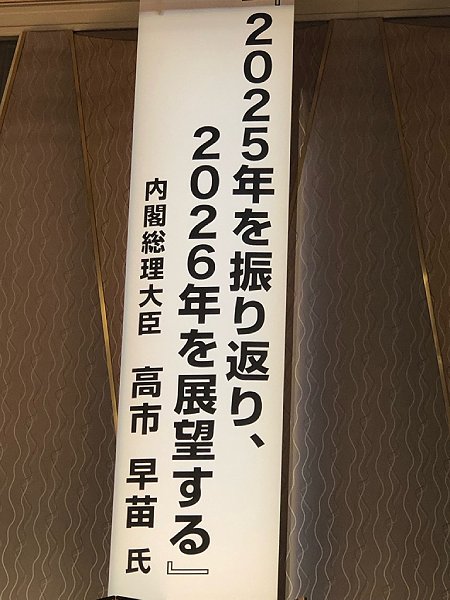 『2025年を振り返り、
2026年を展望する』
内閣総理大臣 高市 早苗 氏